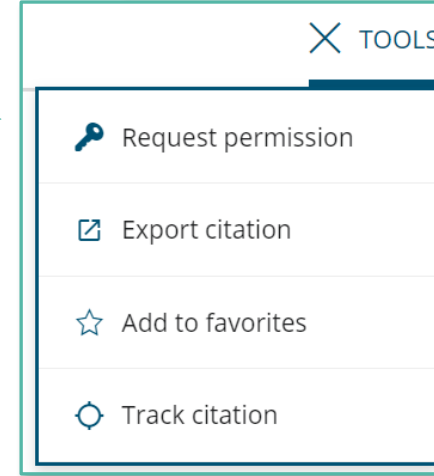 TOOLS
Request permission
Export citation
Add to favorites
Track citation